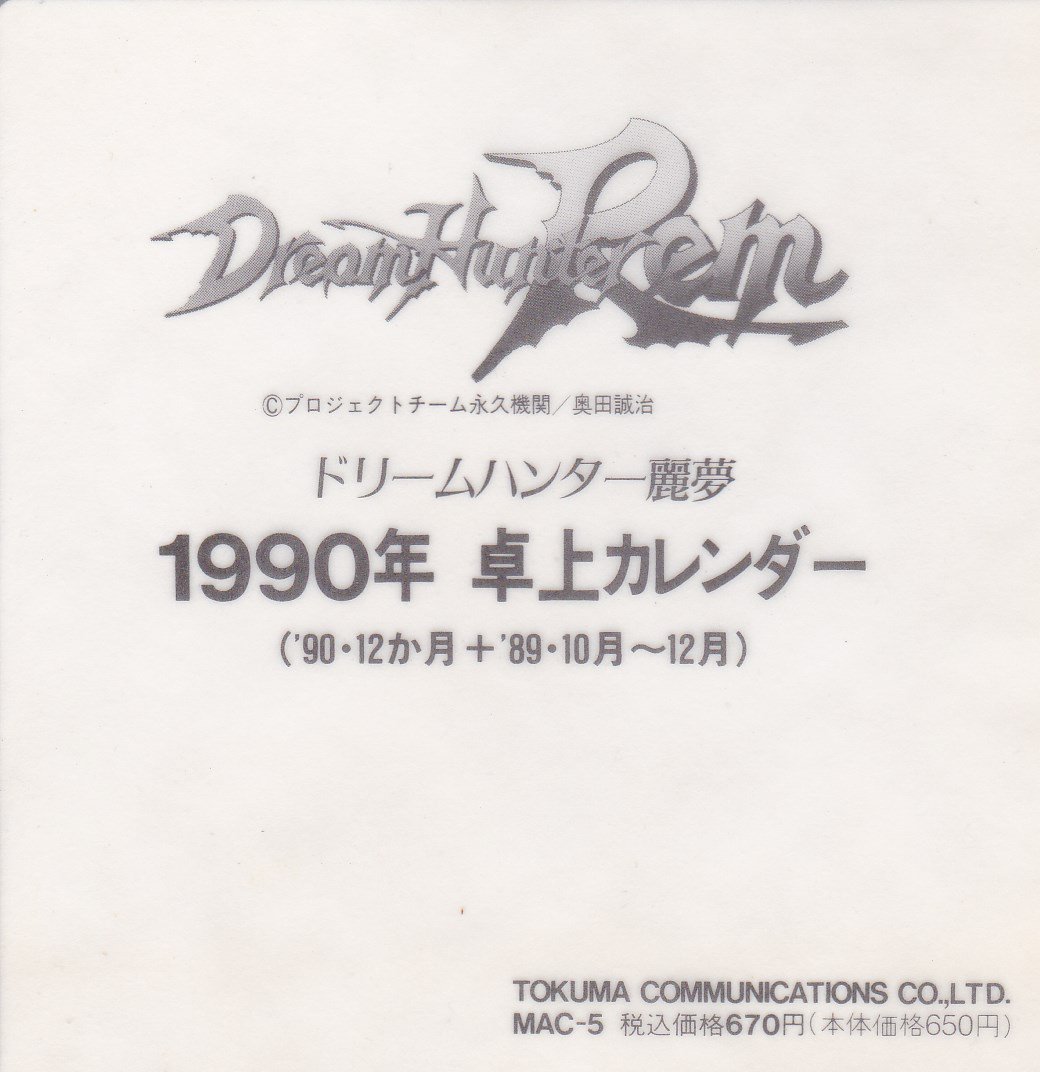 Dream Hunter Rem
©プロジェクトチーム永久機関／奥田誠治
ドリームハンター麗夢
1990年 卓上カレンダー
('90・12か月＋'89・10月〜12月)
TOKUMA COMMUNICATIONS CO.,LTD.
MAC-5 税込価格670円(本体価格650円)